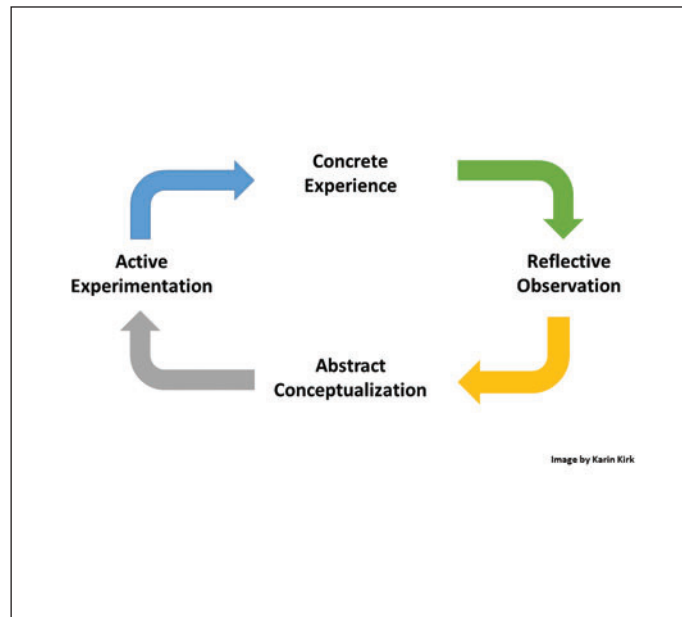 Concrete
Experience
Reflective
Observation
Abstract
Conceptualization
Active
Experimentation
Image by Karin Kirk